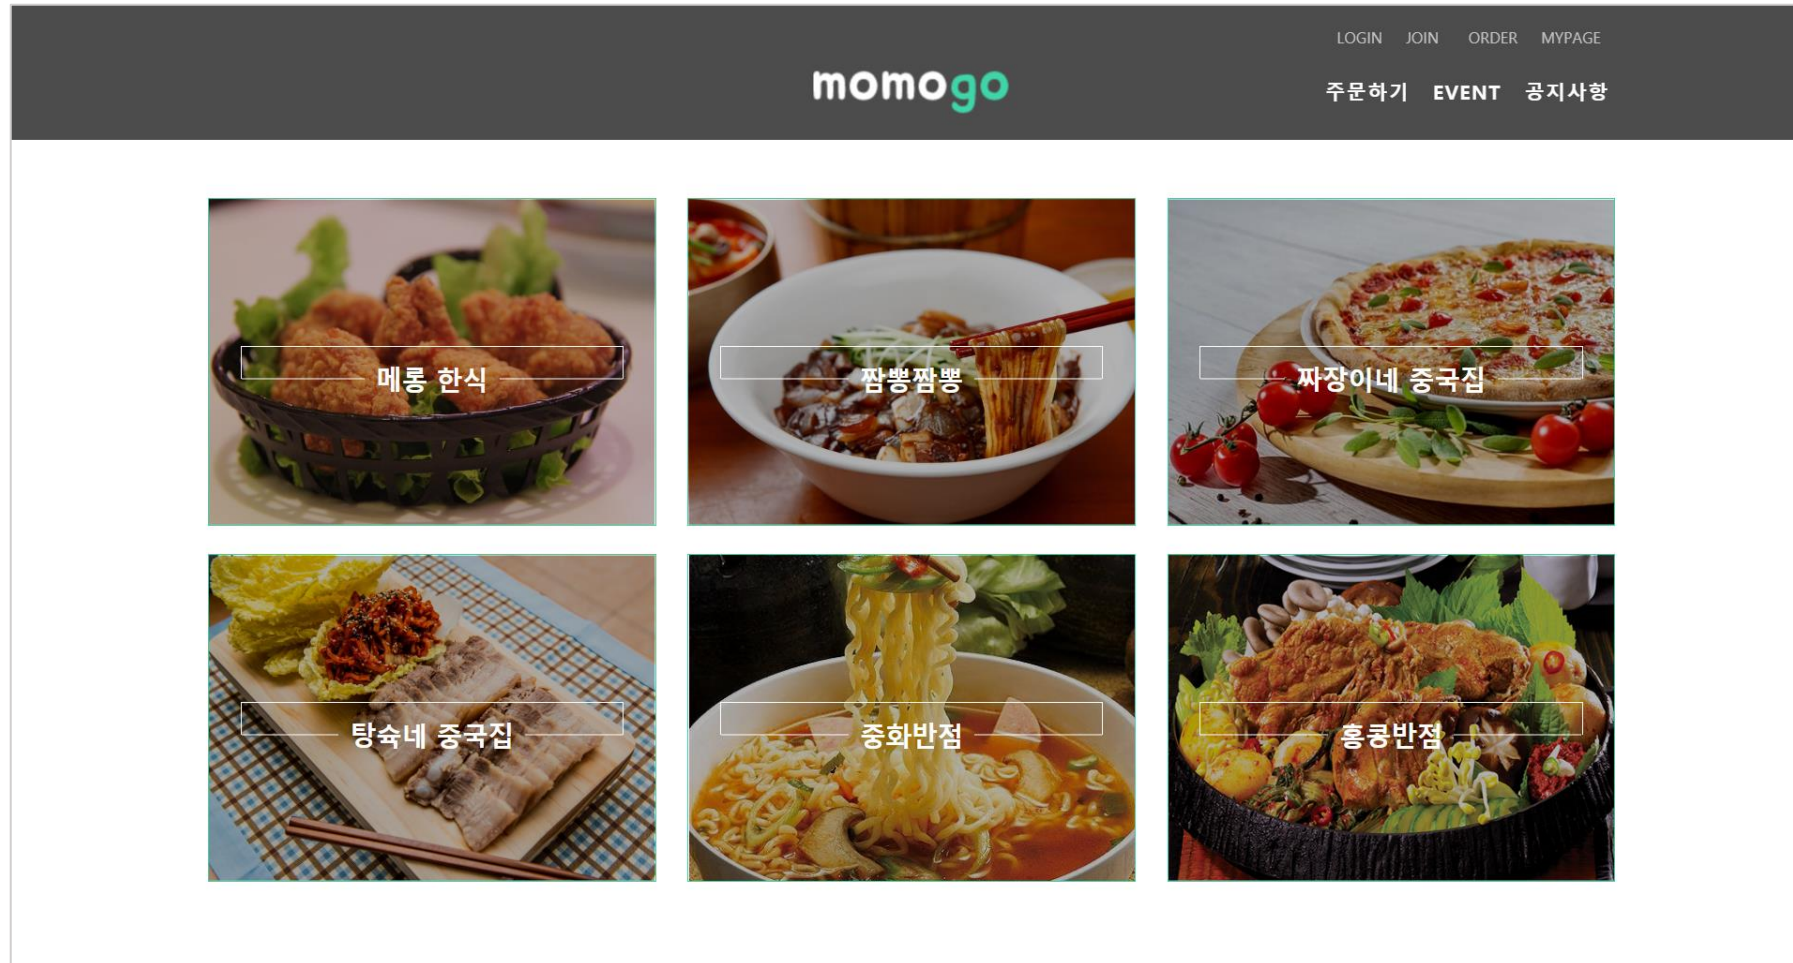 LOGIN JOIN ORDER MYPAGE
momogo
주문하기 EVENT 공지사항
메롱 한식
짬뽕짬뽕
짜장이네 중국집
탕슉네 중국집
중화반점
홍콩반점